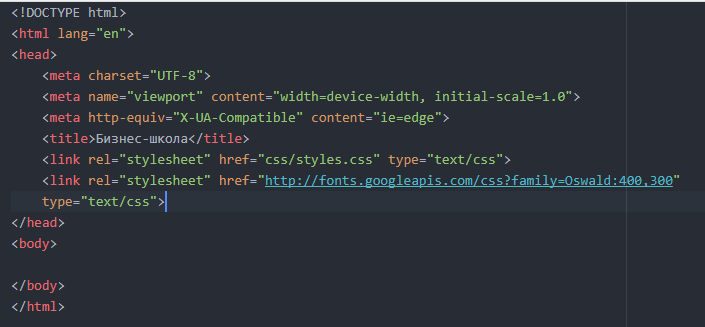 <!DOCTYPE html>
<html lang="en">
<head>
    <meta charset="UTF-8">
    <meta name="viewport" content="width=device-width, initial-scale=1.0">
    <meta http-equiv="X-UA-Compatible" content="ie=edge">
    <title>Бизнес-школа</title>
    <link rel="stylesheet" href="css/styles.css" type="text/css">
    <link rel="stylesheet" href="http://fonts.googleapis.com/css?family=Oswald:400,300"
    type="text/css">
</head>
<body>

</body>
</html>